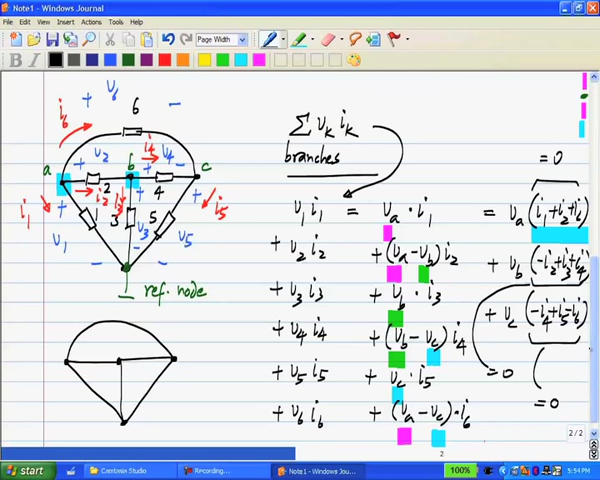 Note1 - Windows Journal
File Edit View Insert Actions Tools Help
Page Width
B I
+ v6 -
i6
6
∑ vk ik
branches
= 0
a + v2 b i4 + v4 - c
2 i2 i3 + 4
i1 + 1 3 v3 5 + i5
v1 - - v5
-
ref. node
v1 i1 = va · i1 = va (i1+i2+i6)
+ v2 i2 + (va - vb) i2 + vb (-i2+i3+i4)
+ v3 i3 + vb · i3 + vc (-i4+i5-i6)
+ v4 i4 + (vb - vc) i4
+ v5 i5 + vc · i5 = 0
= 0
+ v6 i6 + (va - vc) · i6
2
2/2
start Camtasia Studio Recording... Note1 - Windows Jo... 100% 5:54 PM